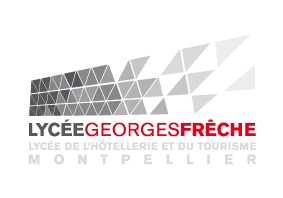 LYCÉEGEORGESFRÊCHE
LYCÉE DE L'HÔTELLERIE ET DU TOURISME
MONTPELLIER